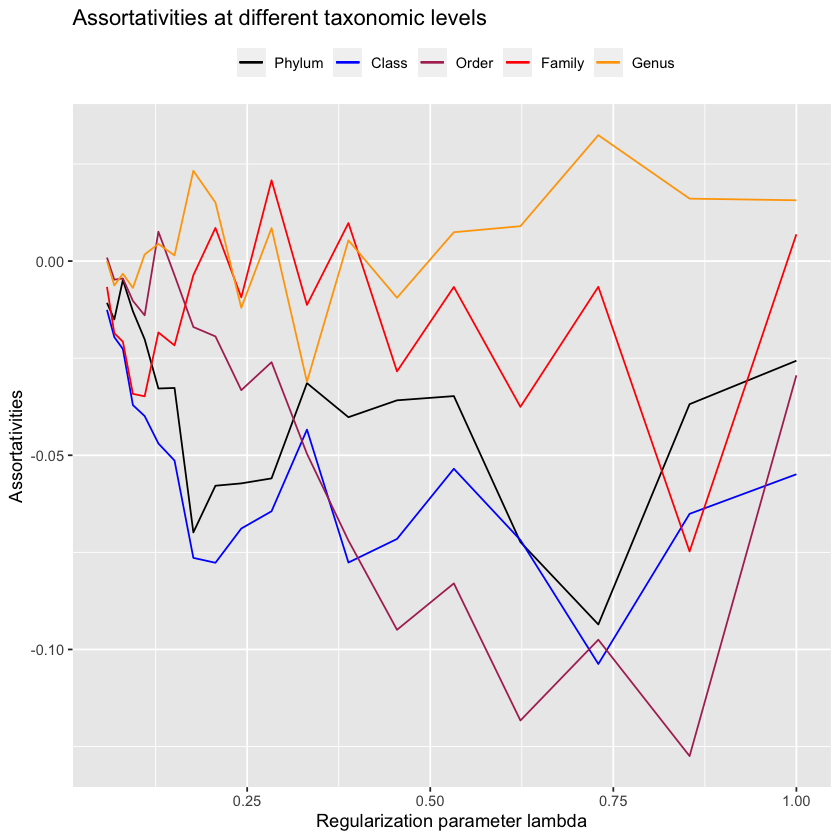 Assortativities at different taxonomic levels
Phylum Class Order Family Genus
0.00
-0.05
-0.10
Assortativities
0.25 0.50 0.75 1.00
Regularization parameter lambda